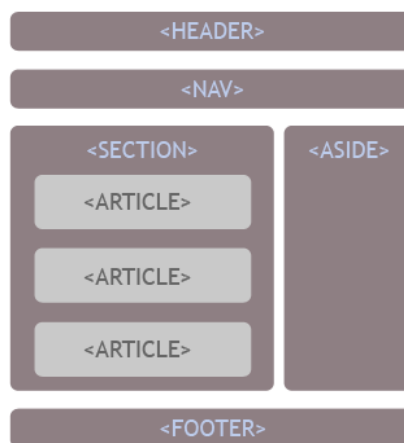 <HEADER>
<NAV>
<SECTION>
<ARTICLE>
<ARTICLE>
<ARTICLE>
<ASIDE>
<FOOTER>